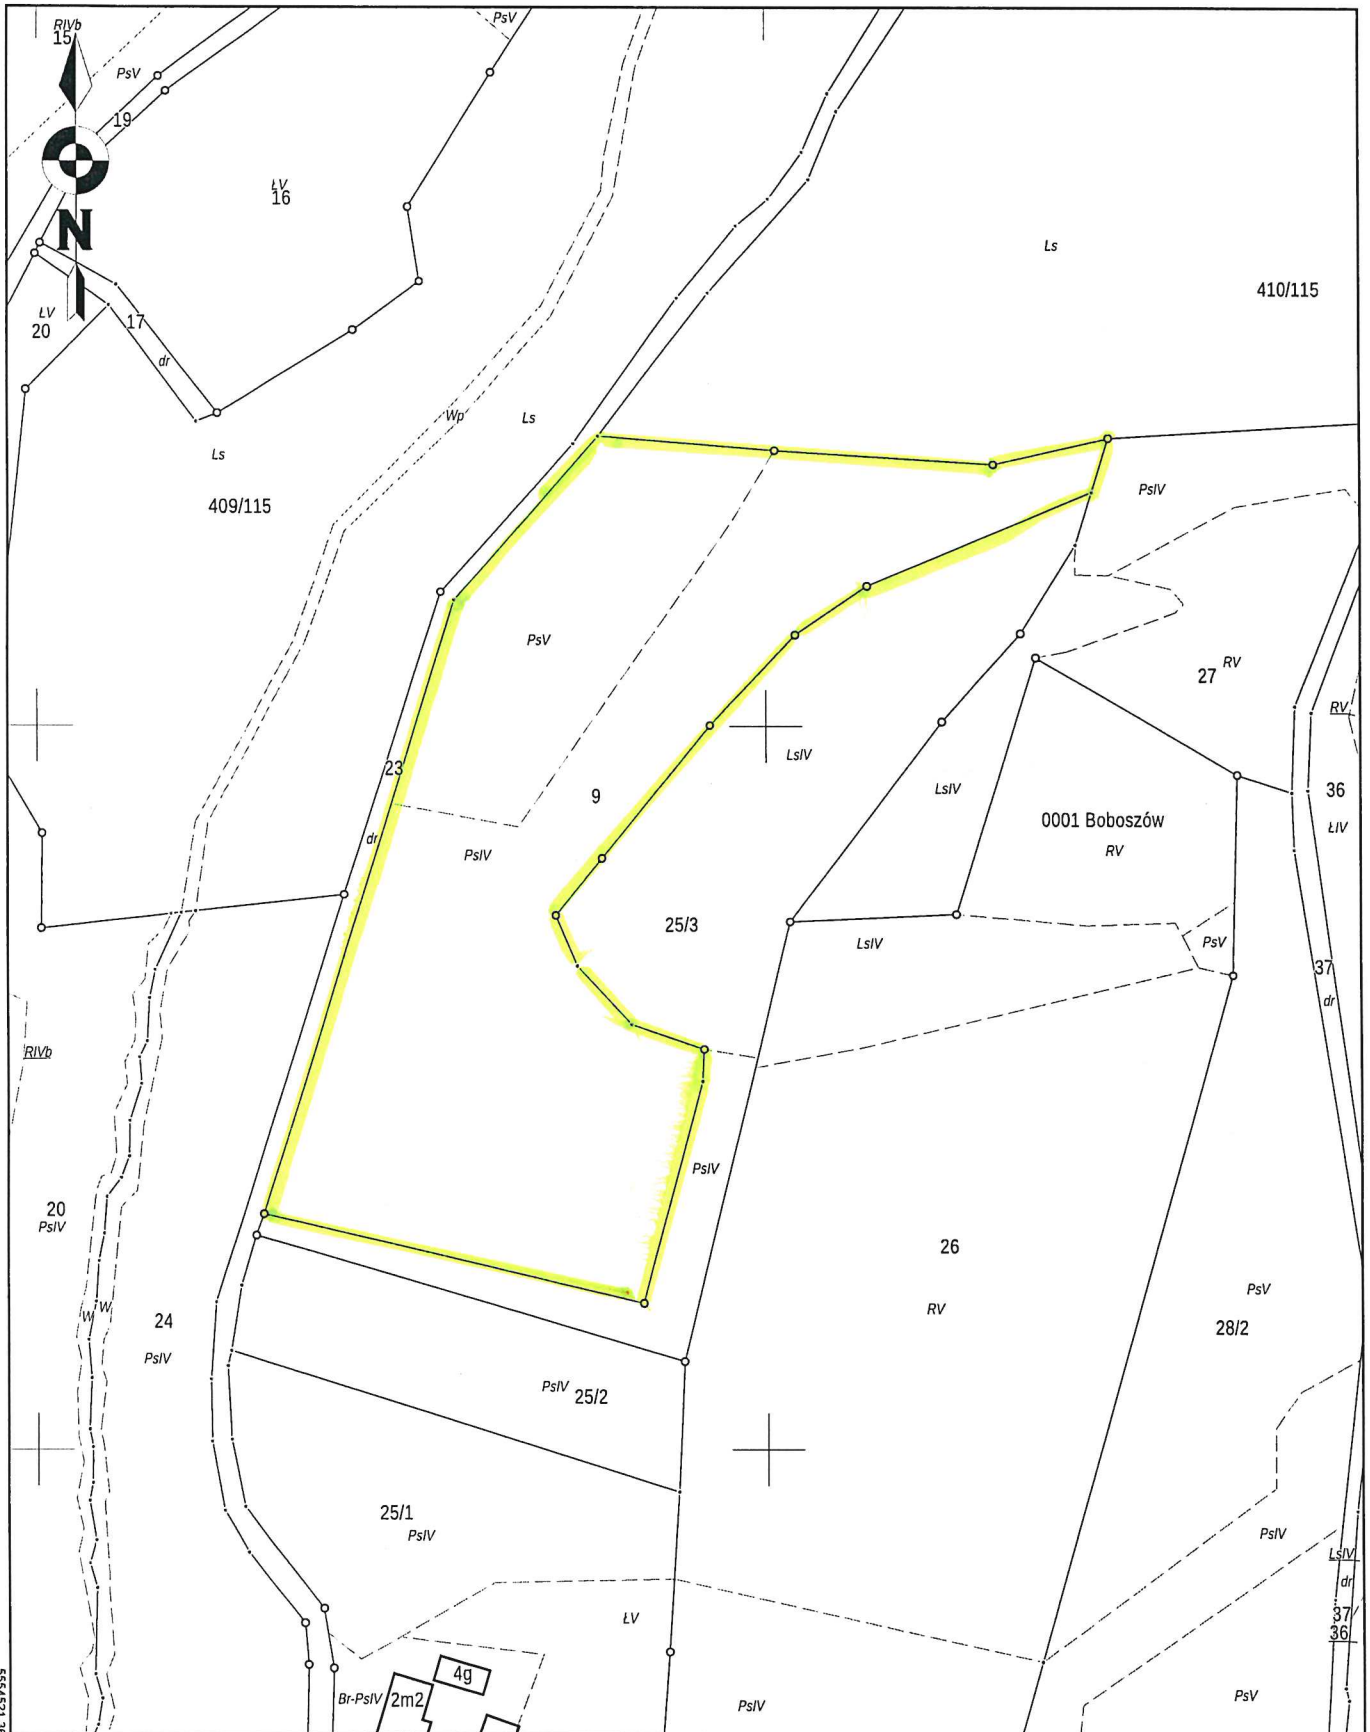 RIVb
15
PsV
PsV
19
ŁV
16
N
Ls
410/115
ŁV
20
17
dr
Wp
Ls
Ls
409/115
PsIV
PsV
27
RV
RV
23
LsIV
LsIV
9
36
0001 Boboszów
ŁIV
dr
PsIV
RV
25/3
LsIV
PsV
37
dr
RIVb
PsIV
20
PsIV
26
PsV
W
W
24
RV
28/2
PsIV
PsIV
25/2
25/1
PsIV
PsIV
LsIV
dr
37
36
ŁV
4g
Br-PsIV
2m2
PsIV
PsV